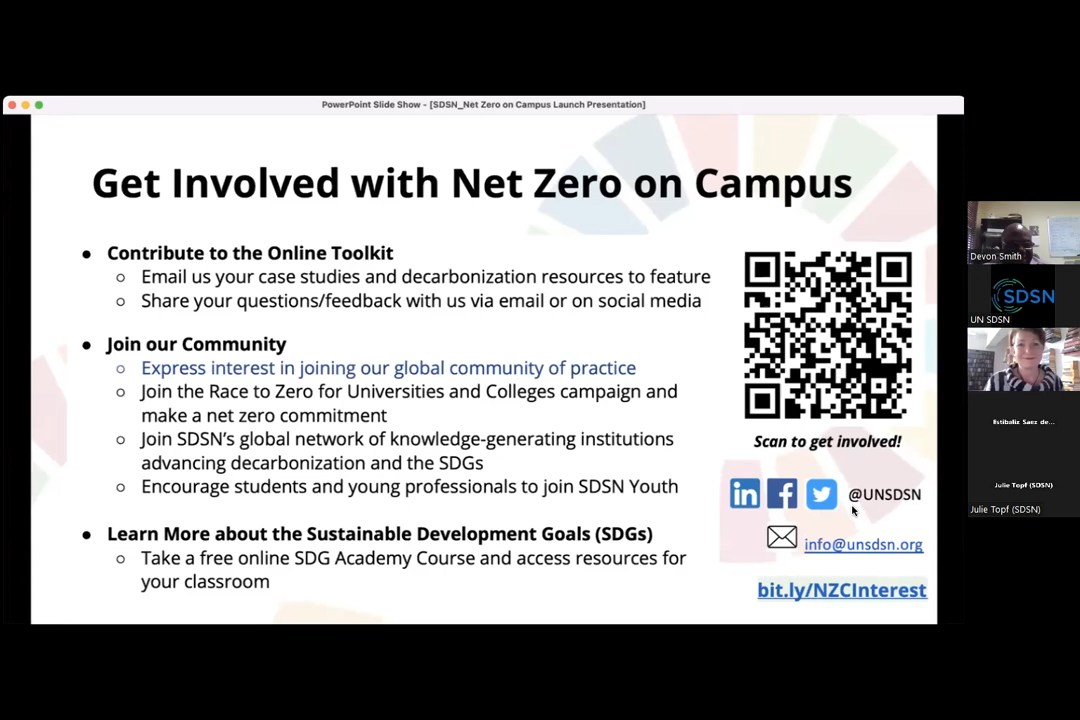 PowerPoint Slide Show - [SDSN_Net Zero on Campus Launch Presentation]
Get Involved with Net Zero on Campus
● Contribute to the Online Toolkit
○ Email us your case studies and decarbonization resources to feature
○ Share your questions/feedback with us via email or on social media
● Join our Community
○ Express interest in joining our global community of practice
○ Join the Race to Zero for Universities and Colleges campaign and
make a net zero commitment
○ Join SDSN's global network of knowledge-generating institutions
advancing decarbonization and the SDGs
○ Encourage students and young professionals to join SDSN Youth
● Learn More about the Sustainable Development Goals (SDGs)
○ Take a free online SDG Academy Course and access resources for
your classroom
Scan to get involved!
in f @UNSDSN
info@unsdsn.org
bit.ly/NZCInterest
Devon Smith
SDSN
UN SDSN
Estibaliz Saez de...
Julie Topf (SDSN)
Julie Topf (SDSN)